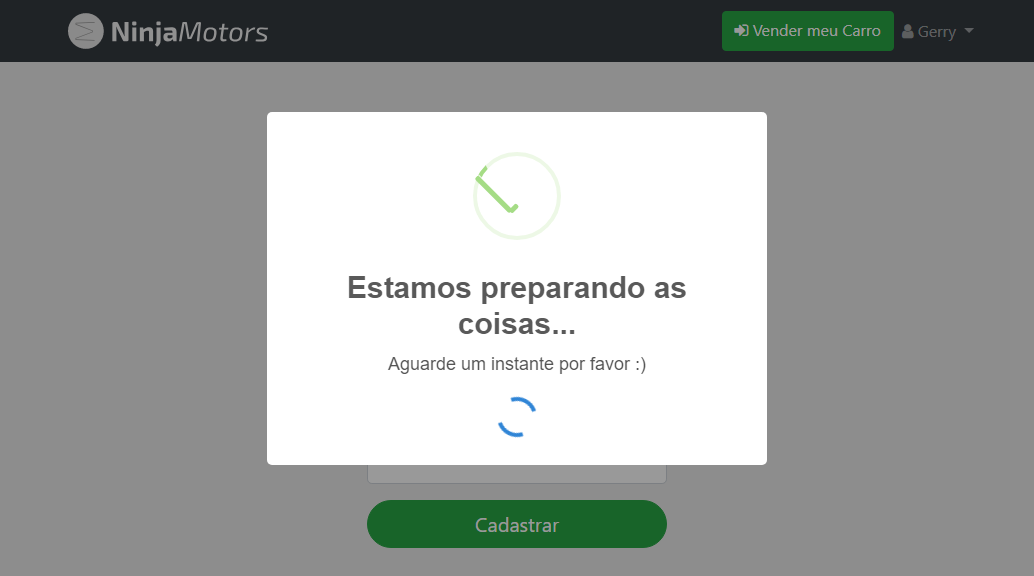 NinjaMotors
Vender meu Carro
Gerry
Estamos preparando as
coisas...
Aguarde um instante por favor :)
Cadastrar